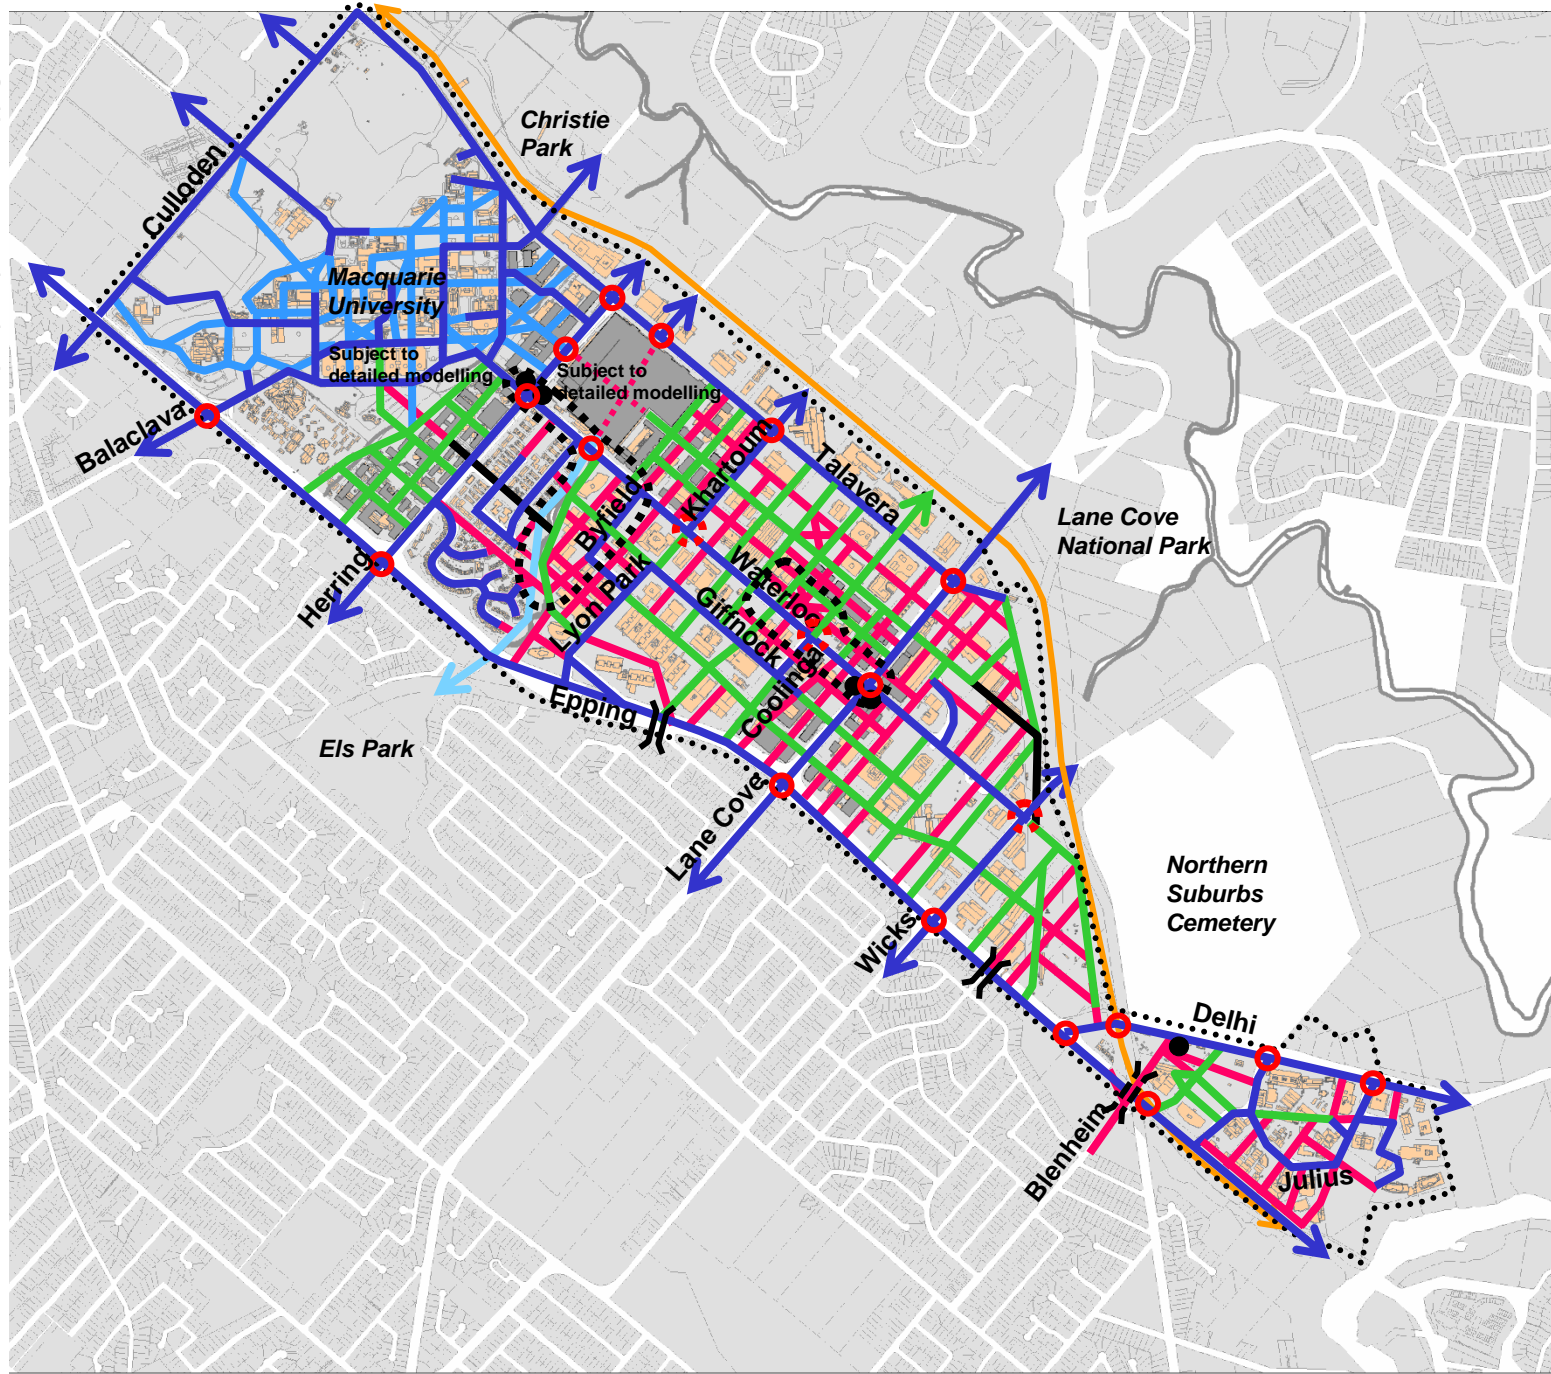 Christie
Park
Culloden
Macquarie
University
Subject to
detailed modelling
Subject to
detailed modelling
Balaclava
Khartoum
Talavera
Byfield
Lane Cove
National Park
Waterloo
Herring
Lyon Park
Giffnock
Coolinga
Epping
Els Park
Lane Cove
Northern
Suburbs
Cemetery
Wicks
Delhi
Blenheim
Julius